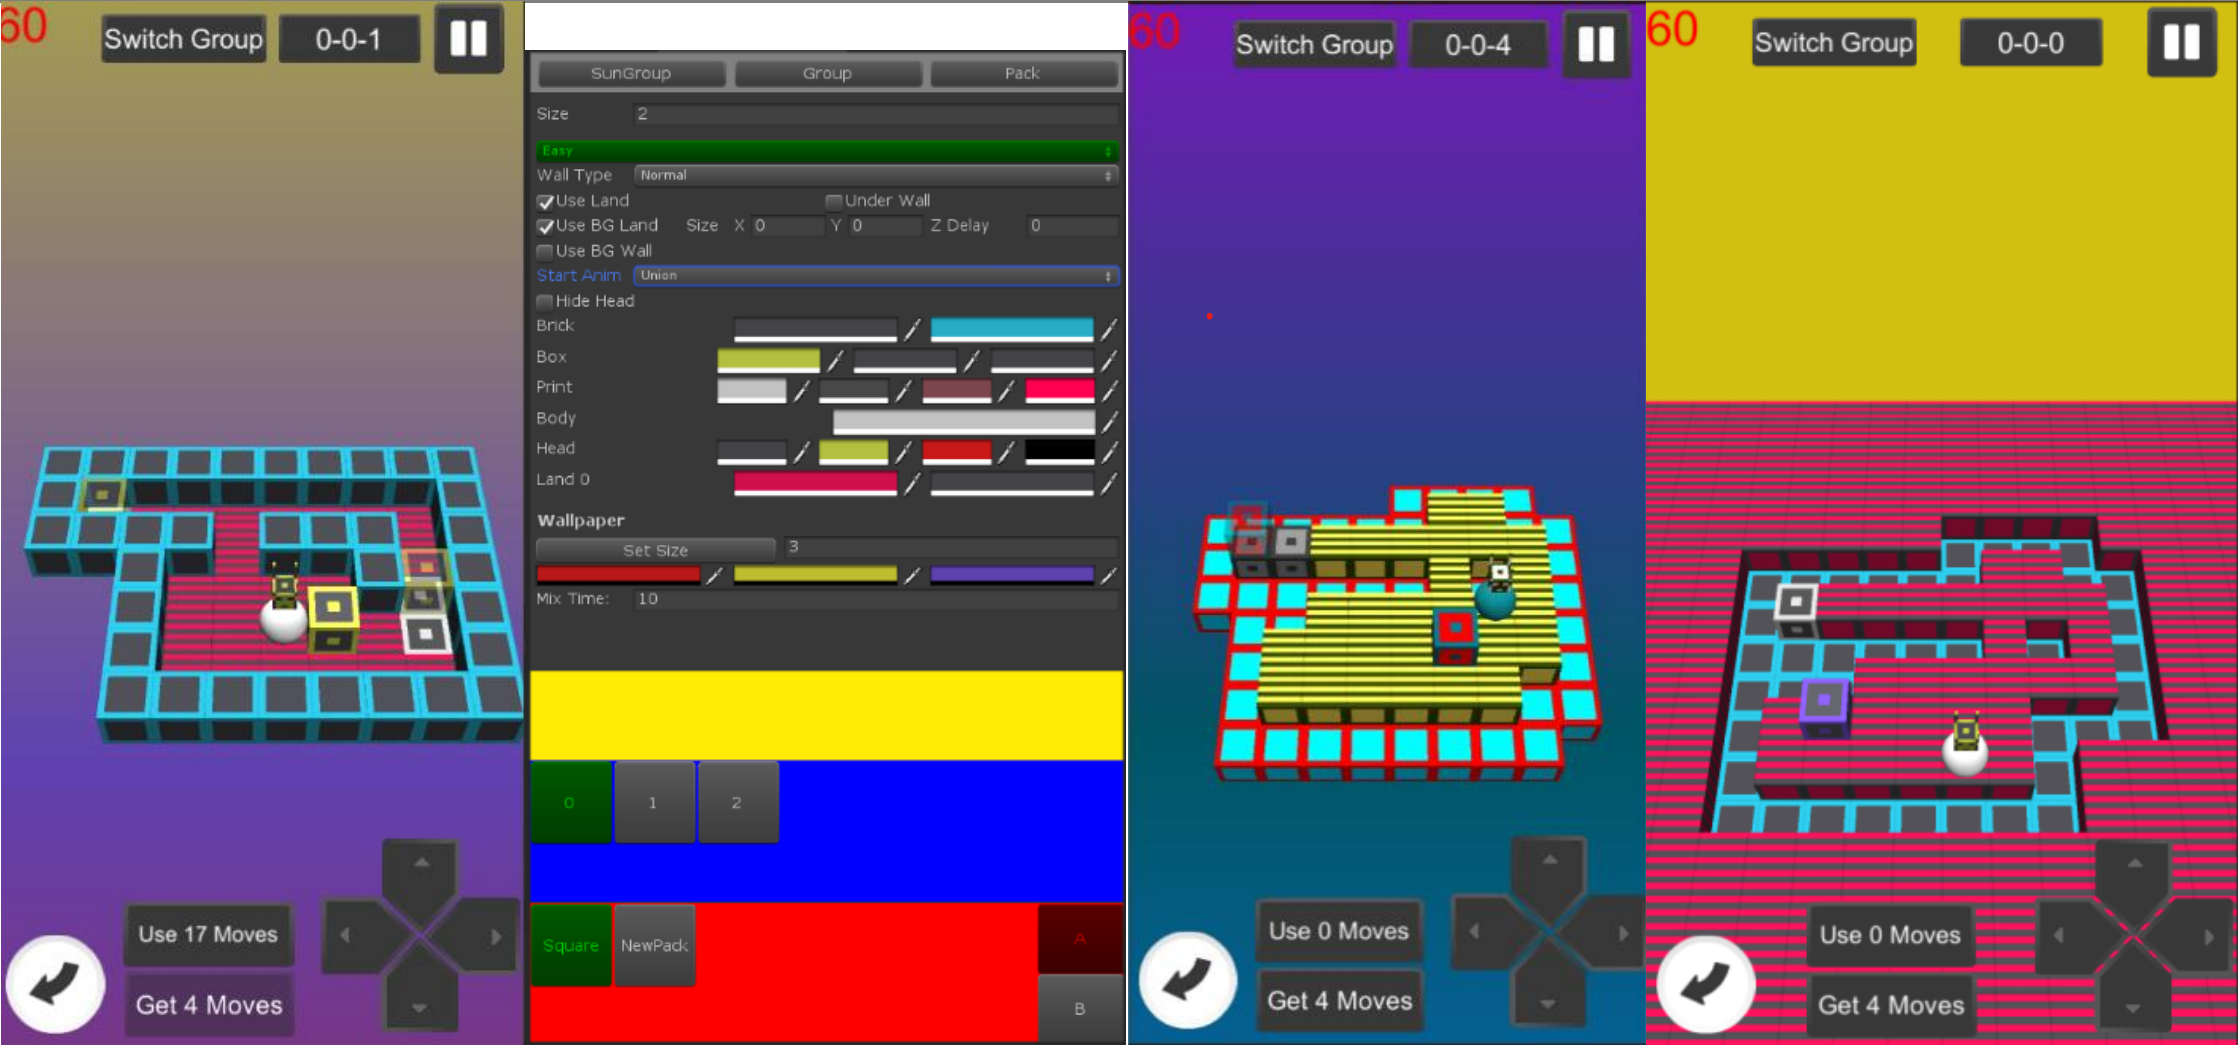 60
Switch Group
0-0-1
Use 17 Moves
Get 4 Moves
SunGroup Group Pack
Size 2
Easy
Wall Type Normal
Use Land Under Wall
Use BG Land Size X 0 Y 0 Z Delay 0
Use BG Wall
Start Anim Union
Hide Head
Brick
Box
Print
Body
Head
Land 0
Wallpaper
Set Size 3
Mix Time: 10
0 1 2
Square NewPack A
B
60
Switch Group
0-0-4
Use 0 Moves
Get 4 Moves
60
Switch Group
0-0-0
Use 0 Moves
Get 4 Moves